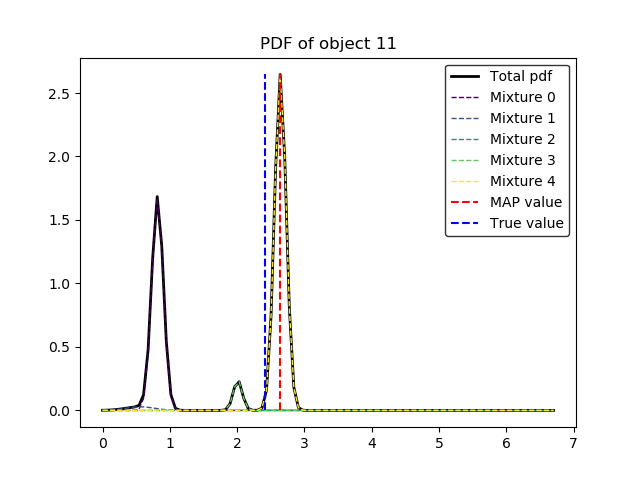 PDF of object 11
Total pdf
Mixture 0
Mixture 1
Mixture 2
Mixture 3
Mixture 4
MAP value
True value
2.5
2.0
1.5
1.0
0.5
0.0
0 1 2 3 4 5 6 7